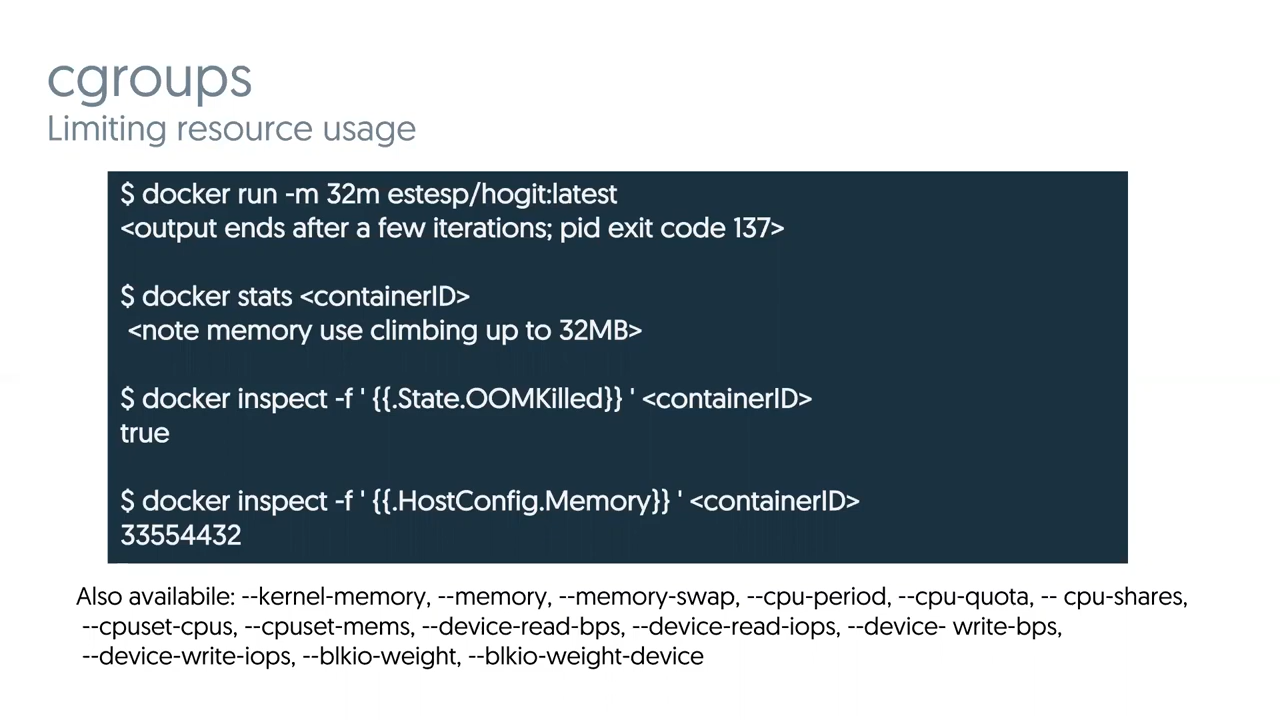 cgroups
Limiting resource usage
$ docker run -m 32m estesp/hogit:latest
<output ends after a few iterations; pid exit code 137>
$ docker stats <containerID>
<note memory use climbing up to 32MB>
$ docker inspect -f ' {{.State.OOMKilled}} ' <containerID>
true
$ docker inspect -f ' {{.HostConfig.Memory}} ' <containerID>
33554432
Also availabile: --kernel-memory, --memory, --memory-swap, --cpu-period, --cpu-quota, -- cpu-shares,
--cpuset-cpus, --cpuset-mems, --device-read-bps, --device-read-iops, --device- write-bps,
--device-write-iops, --blkio-weight, --blkio-weight-device